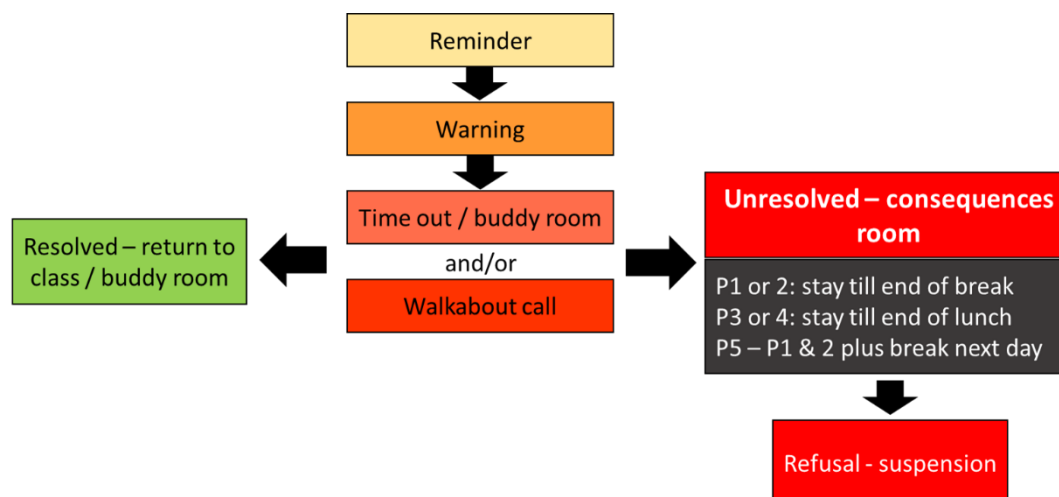 Reminder
Warning
Time out / buddy room
and/or
Walkabout call
Resolved – return to
class / buddy room
Unresolved – consequences
room
P1 or 2: stay till end of break
P3 or 4: stay till end of lunch
P5 – P1 & 2 plus break next day
Refusal - suspension